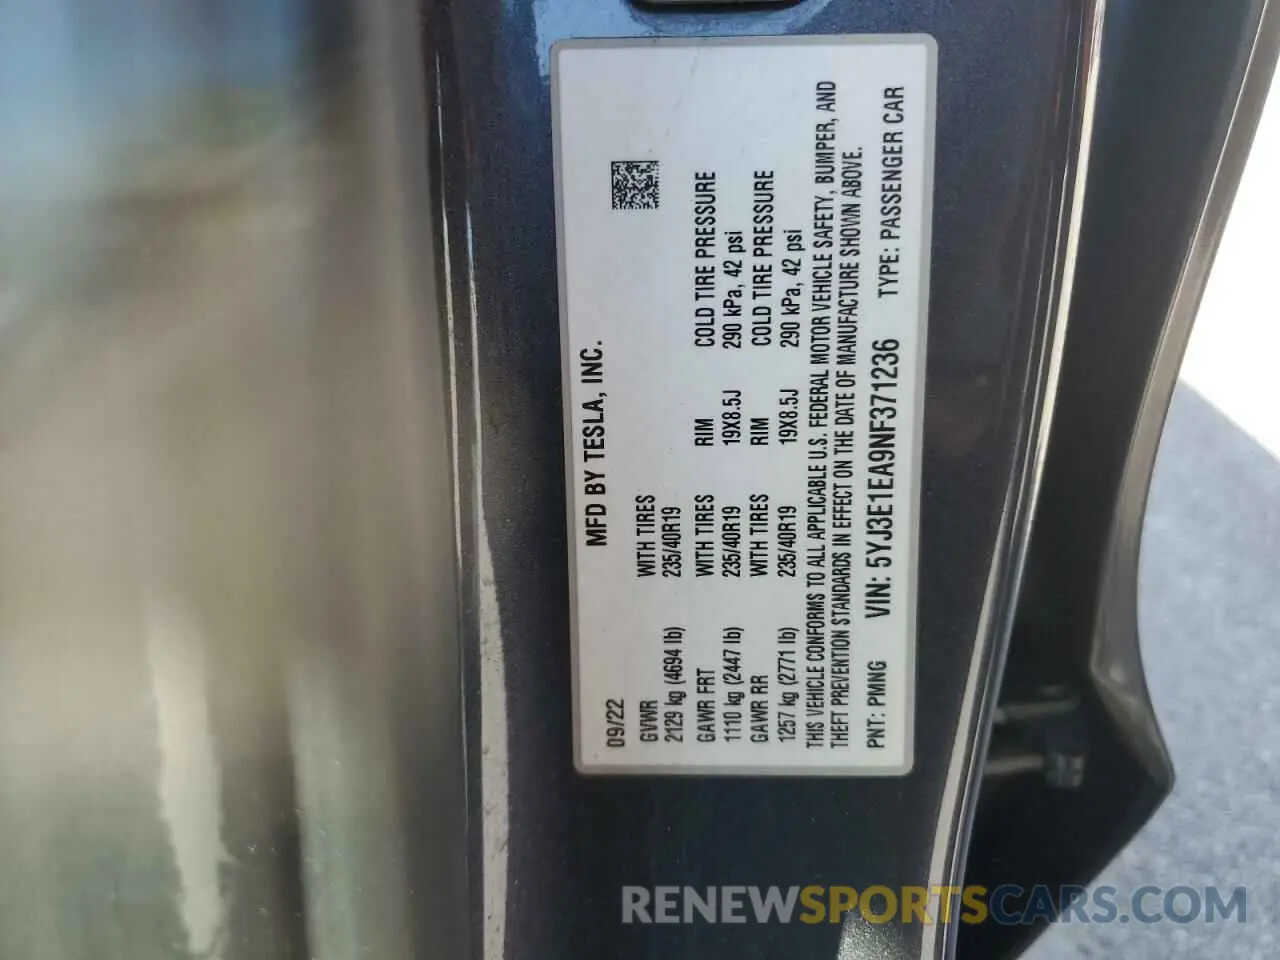 MFD BY TESLA, INC.
09/22
GVWR WITH TIRES
2129 kg (4694 lb) 235/40R19
GAWR FRT WITH TIRES RIM COLD TIRE PRESSURE
1110 kg (2447 lb) 235/40R19 19X8.5J 290 kPa, 42 psi
GAWR RR WITH TIRES RIM COLD TIRE PRESSURE
1257 kg (2771 lb) 235/40R19 19X8.5J 290 kPa, 42 psi
THIS VEHICLE CONFORMS TO ALL APPLICABLE U.S. FEDERAL MOTOR VEHICLE SAFETY, BUMPER, AND
THEFT PREVENTION STANDARDS IN EFFECT ON THE DATE OF MANUFACTURE SHOWN ABOVE.
PNT: PMNG VIN: 5YJ3E1EA9NF371236 TYPE: PASSENGER CAR
RENEWSPORTSCARS.COM